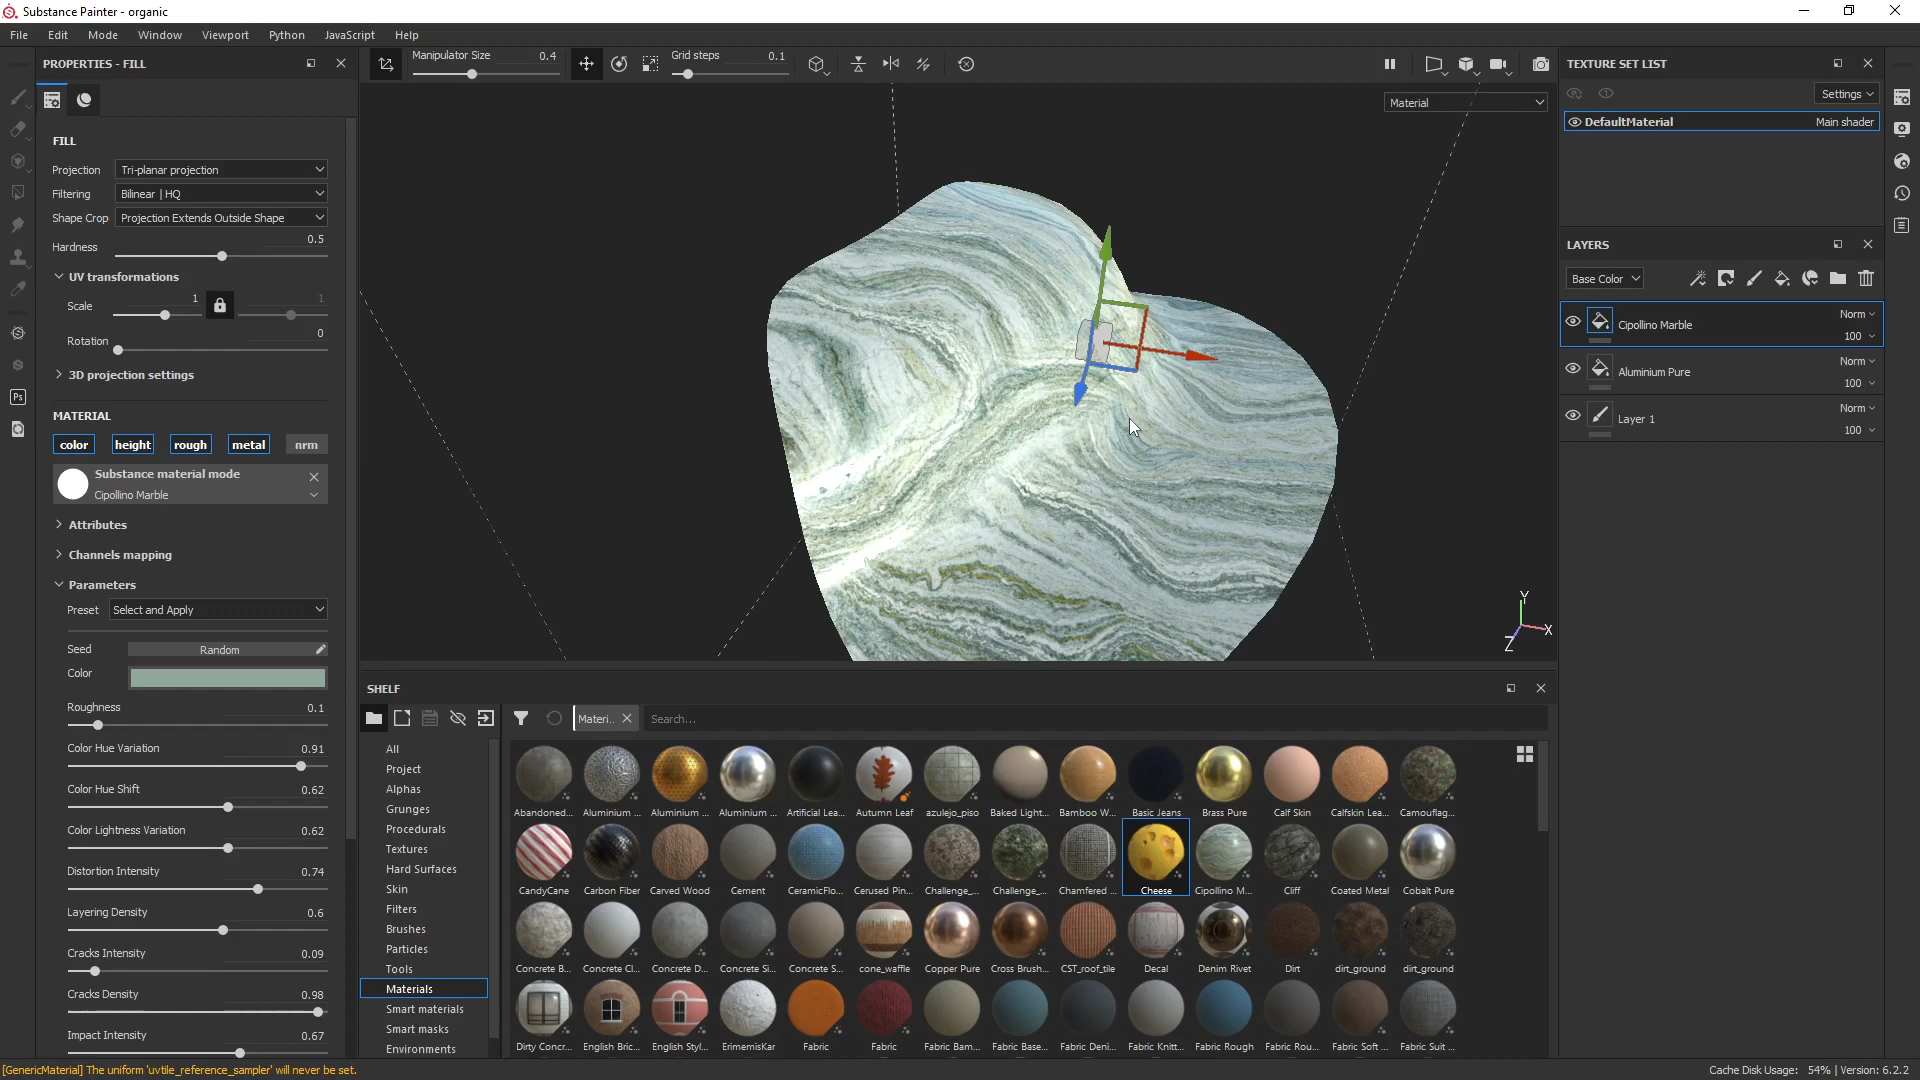 Substance Painter - organic
File Edit Mode Window Viewport Python JavaScript Help
PROPERTIES - FILL
Manipulator Size 0.4
Grid steps 0.1
Material
FILL
Projection Tri-planar projection
Filtering Bilinear | HQ
Shape Crop Projection Extends Outside Shape
Hardness 0.5
UV transformations
Scale 1 1
Rotation 0
3D projection settings
MATERIAL
color height rough metal nrm
Substance material mode
Cipollino Marble
Attributes
Channels mapping
Parameters
Preset Select and Apply
Seed Random
Color
Roughness 0.1
Color Hue Variation 0.91
Color Hue Shift 0.62
Color Lightness Variation 0.62
Distortion Intensity 0.74
Layering Density 0.6
Cracks Intensity 0.09
Cracks Density 0.98
Impact Intensity 0.67
Ps
Y
X
Z
TEXTURE SET LIST
Settings
DefaultMaterial Main shader
LAYERS
Base Color
Cipollino Marble Norm 100
Aluminium Pure Norm 100
Layer 1 Norm 100
SHELF
Materi.. Search...
All
Project
Alphas
Grunges
Procedurals
Textures
Hard Surfaces
Skin
Filters
Brushes
Particles
Tools
Materials
Smart materials
Smart masks
Environments
Abandoned... Aluminium ... Aluminium ... Aluminium ... Artificial Lea... Autumn Leaf azulejo_piso Baked Light... Bamboo W... Basic Jeans Brass Pure Calf Skin Calfskin Lea... Camouflag...
CandyCane Carbon Fiber Carved Wood Cement CeramicFlo... Cerused Pin... Challenge_... Challenge_... Chamfered ... Cheese Cipollino M... Cliff Coated Metal Cobalt Pure
Concrete B... Concrete Cl... Concrete D... Concrete Si... Concrete S... cone_waffle Copper Pure Cross Brush... CST_roof_tile Decal Denim Rivet Dirt dirt_ground dirt_ground
Dirty Concr... English Bric... English Styl... ErimemisKar Fabric Fabric Fabric Bam... Fabric Base... Fabric Deni... Fabric Knitt... Fabric Rough Fabric Rou... Fabric Soft ... Fabric Suit ...
[GenericMaterial] The uniform 'uvtile_reference_sampler' will never be set.
Cache Disk Usage: 54% | Version: 6.2.2